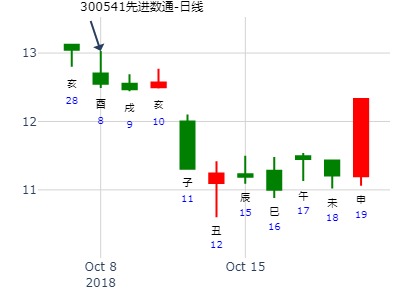 300541先进数通-日线
13
12
11
亥
28
酉
8
戌
9
亥
10
子
11
丑
12
辰
15
巳
16
午
17
未
18
申
19
Oct 8
2018
Oct 15